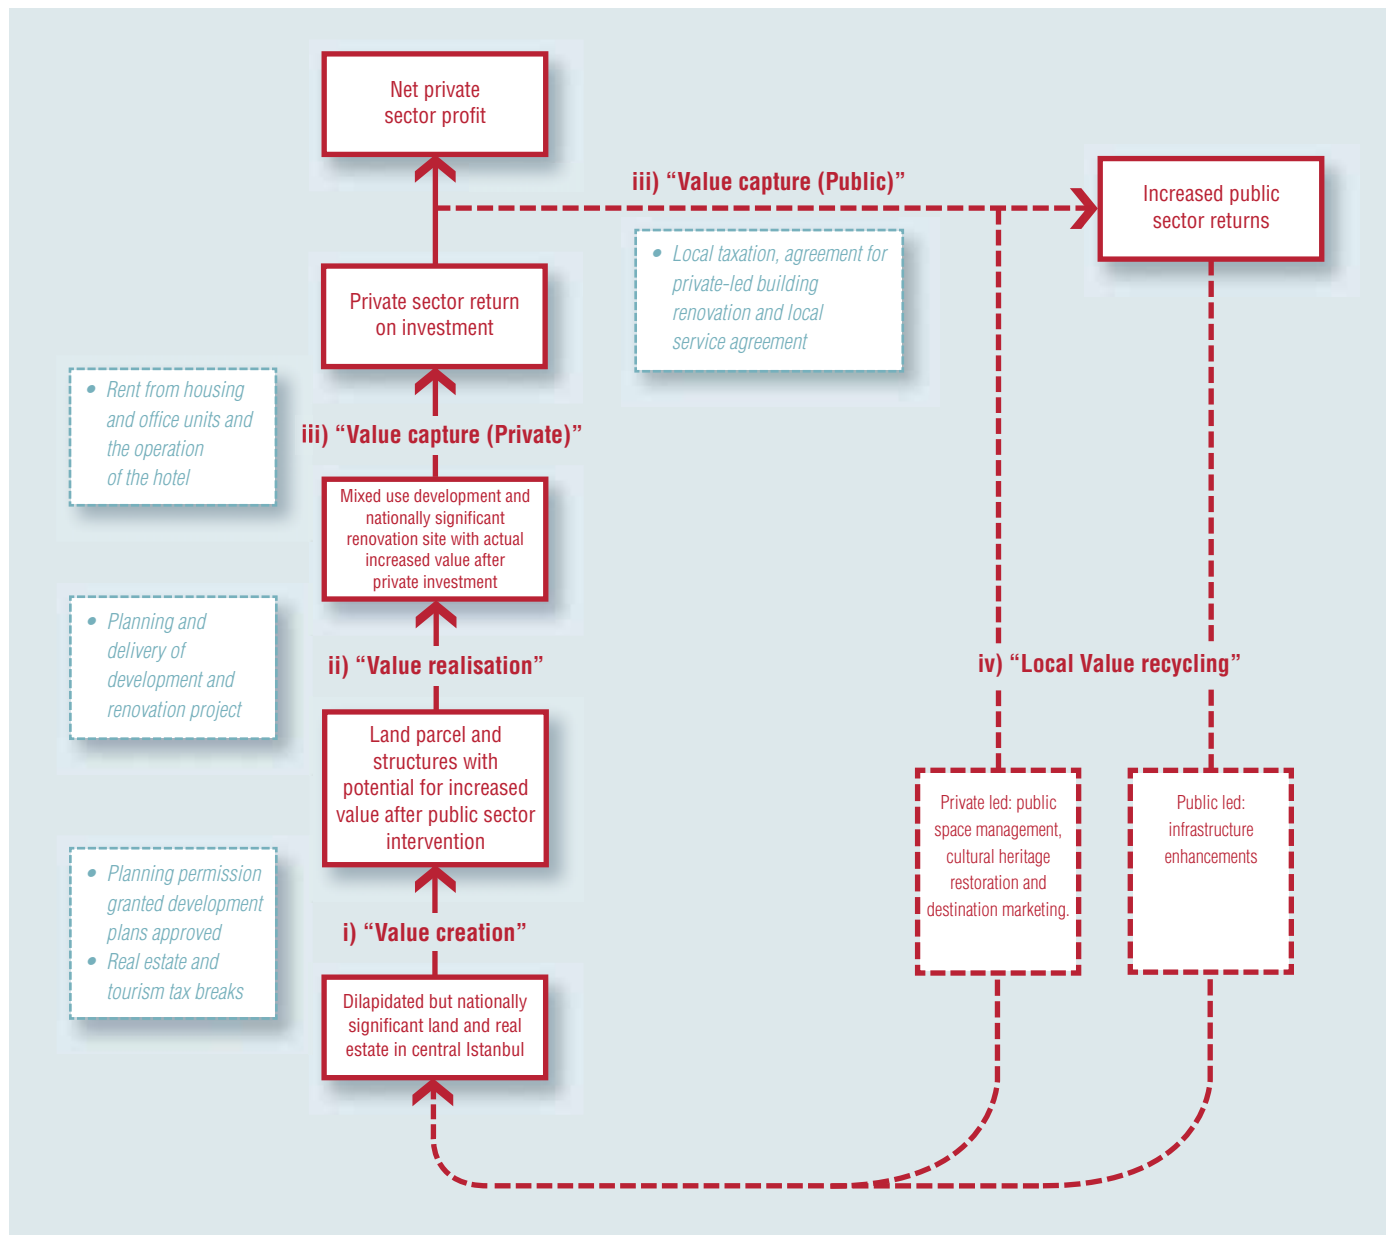 Net private
sector profit
iii) “Value capture (Public)”
Increased public
sector returns
• Local taxation, agreement for
private-led building
renovation and local
service agreement
Private sector return
on investment
• Rent from housing
and office units and
the operation
of the hotel
iii) “Value capture (Private)”
Mixed use development and
nationally significant
renovation site with actual
increased value after
private investment
• Planning and
delivery of
development and
renovation project
ii) “Value realisation”
iv) “Local Value recycling”
Land parcel and
structures with
potential for increased
value after public sector
intervention
Private led: public
space management,
cultural heritage
restoration and
destination marketing.
Public led:
infrastructure
enhancements
• Planning permission
granted development
plans approved
• Real estate and
tourism tax breaks
i) “Value creation”
Dilapidated but nationally
significant land and real
estate in central Istanbul